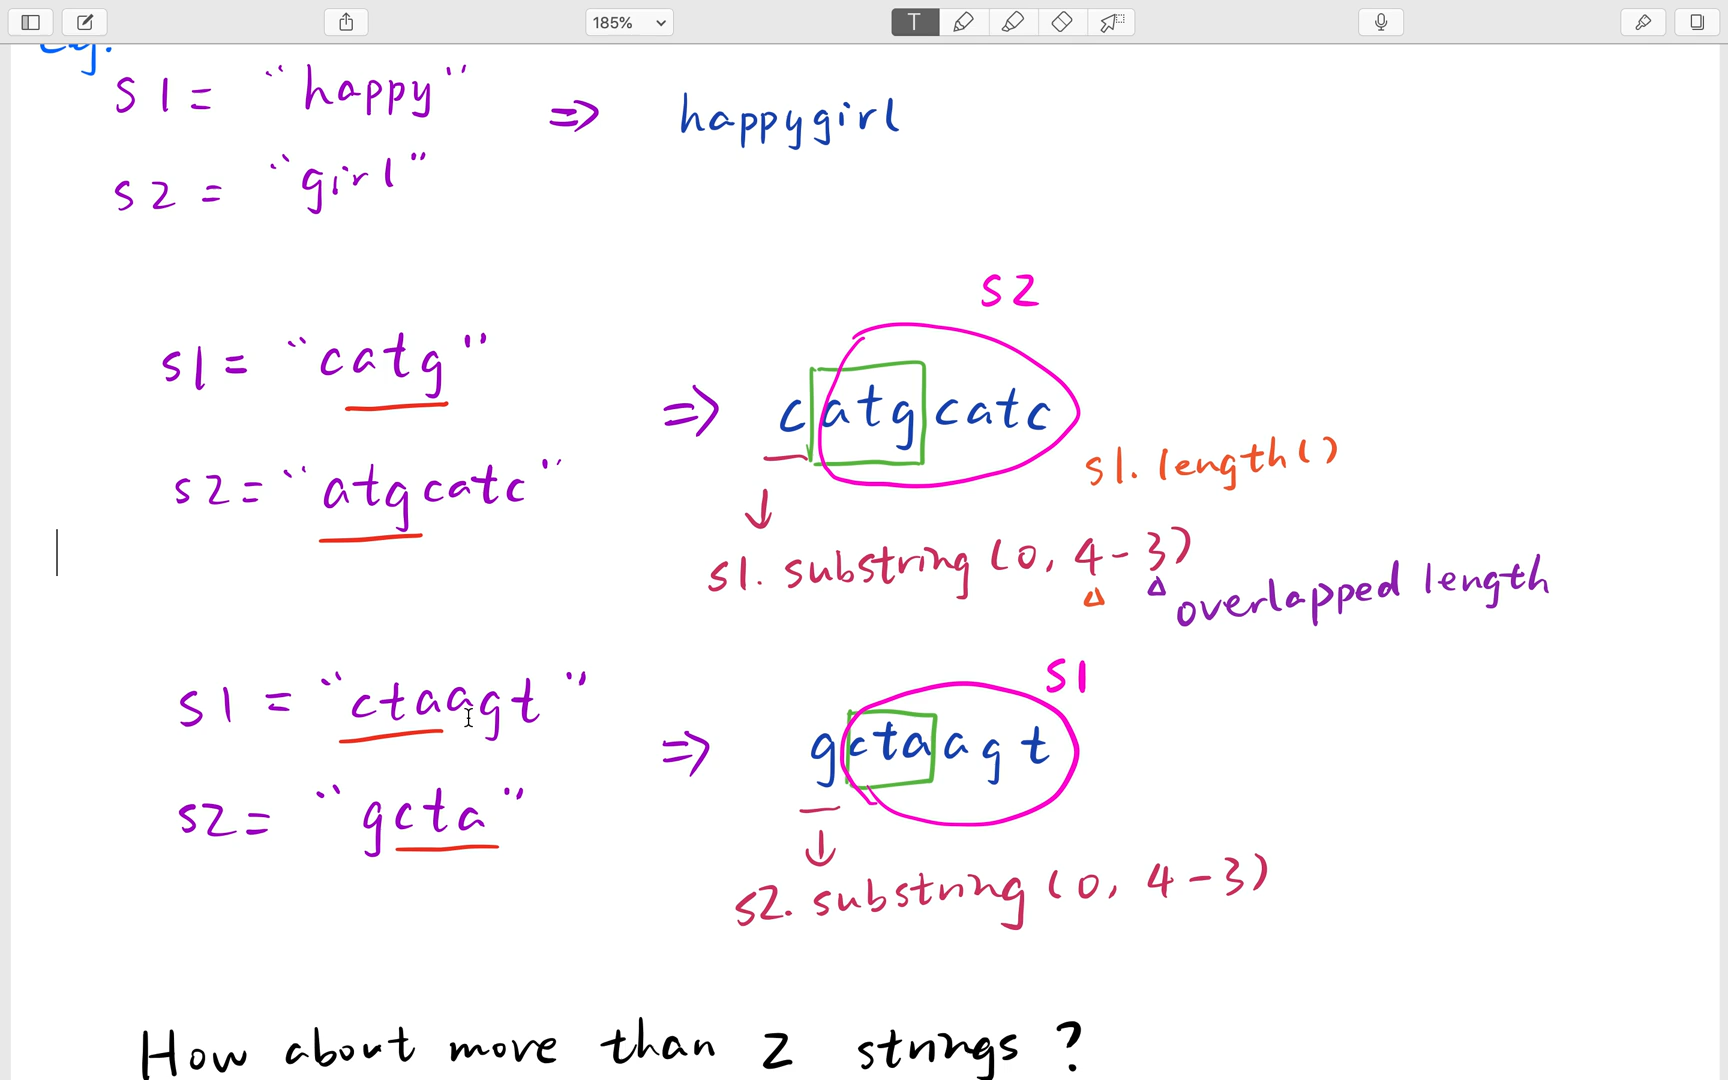 185%
T
Eg.
s1 = "happy" => happygirl
s2 = "girl"
s2
s1 = "catg"
=> catgcatc
s1.length()
s2 = "atgcatc"
s1.substring(0, 4-3)
overlapped length
s1
s1 = "ctaagt"
=> gctaagt
s2 = "gcta"
s2.substring(0, 4-3)
How about more than 2 strings?